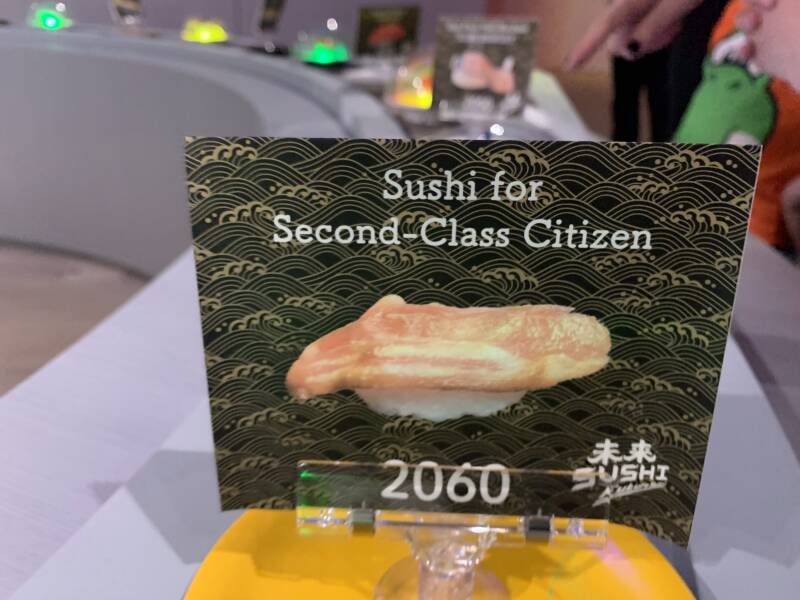 Sushi for
Second-Class Citizen
2060
未来
SUSHI